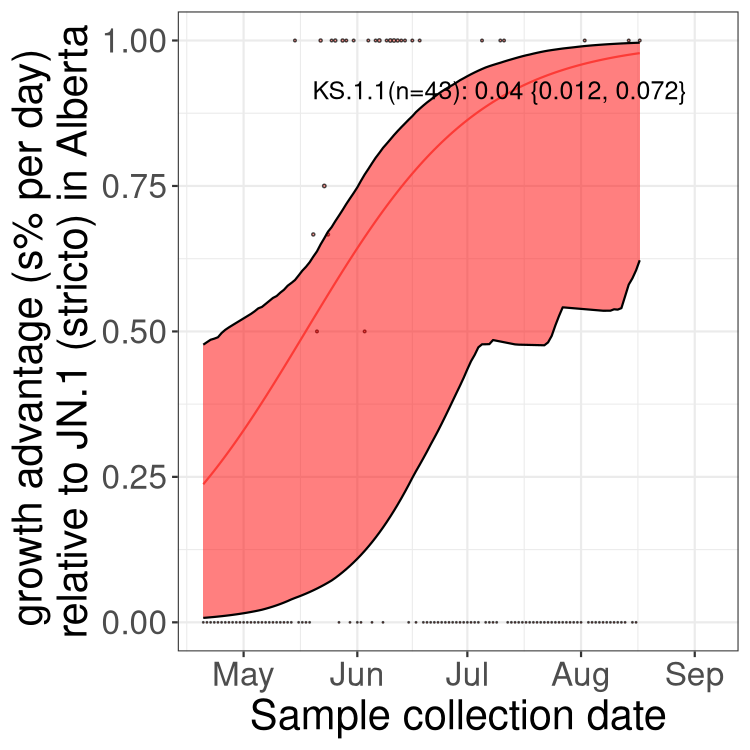 growth advantage (s% per day)
relative to JN.1 (stricto) in Alberta
1.00
0.75
0.50
0.25
0.00
KS.1.1(n=43): 0.04 {0.012, 0.072}
May Jun Jul Aug Sep
Sample collection date